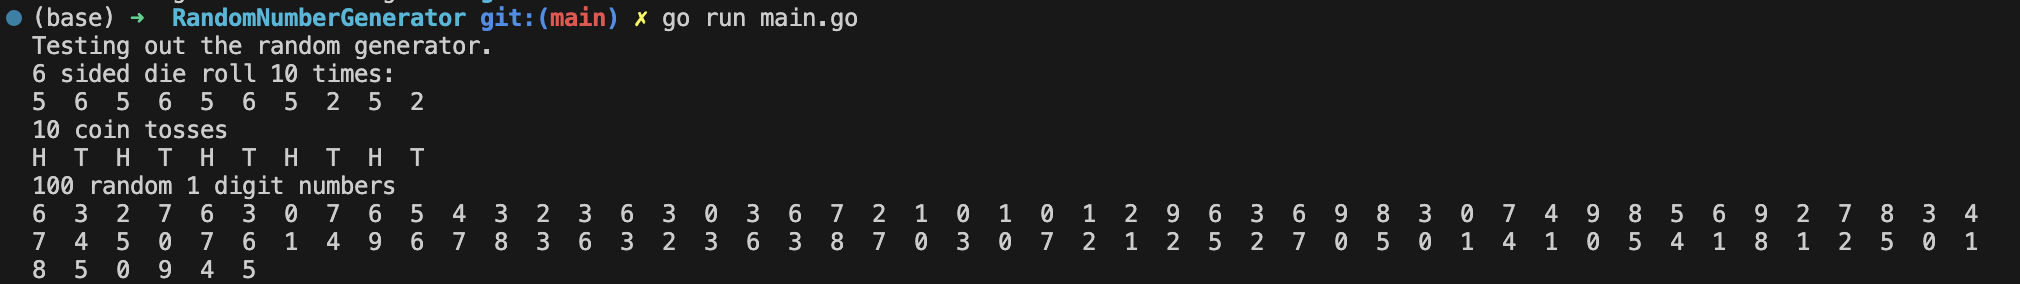 (base) ➜ RandomNumberGenerator git:(main) ✗ go run main.go
Testing out the random generator.
6 sided die roll 10 times:
5 6 5 6 5 6 5 2 5 2
10 coin tosses
H T H T H T H T H T
100 random 1 digit numbers
6 3 2 7 6 3 0 7 6 5 4 3 2 3 6 3 0 3 6 7 2 1 0 1 0 1 2 9 6 3 6 9 8 3 0 7 4 9 8 5 6 9 2 7 8 3 4
7 4 5 0 7 6 1 4 9 6 7 8 3 6 3 2 3 6 3 8 7 0 3 0 7 2 1 2 5 2 7 0 5 0 1 4 1 0 5 4 1 8 1 2 5 0 1
8 5 0 9 4 5